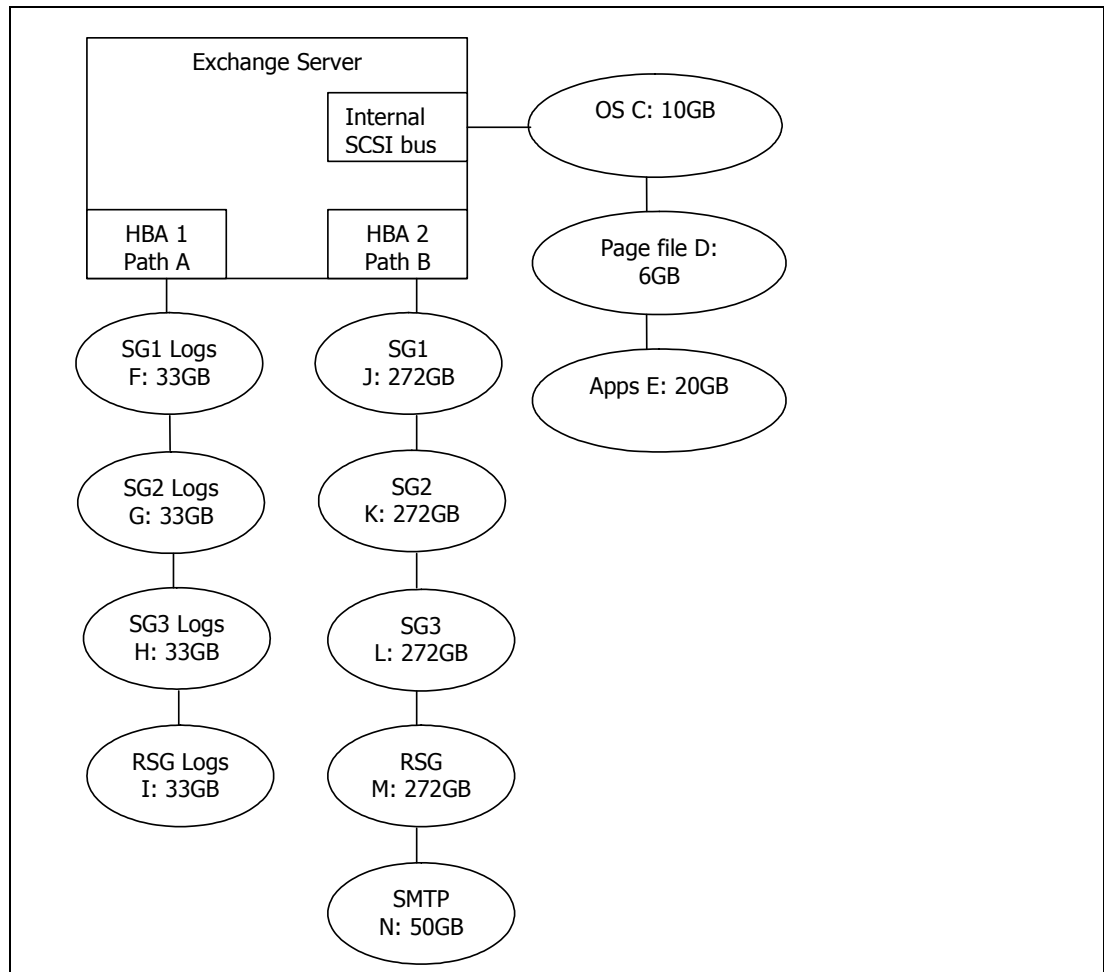 Exchange Server
Internal
SCSI bus
OS C: 10GB
HBA 1
Path A
HBA 2
Path B
Page file D:
6GB
SG1 Logs
F: 33GB
SG1
J: 272GB
Apps E: 20GB
SG2 Logs
G: 33GB
SG2
K: 272GB
SG3 Logs
H: 33GB
SG3
L: 272GB
RSG Logs
I: 33GB
RSG
M: 272GB
SMTP
N: 50GB